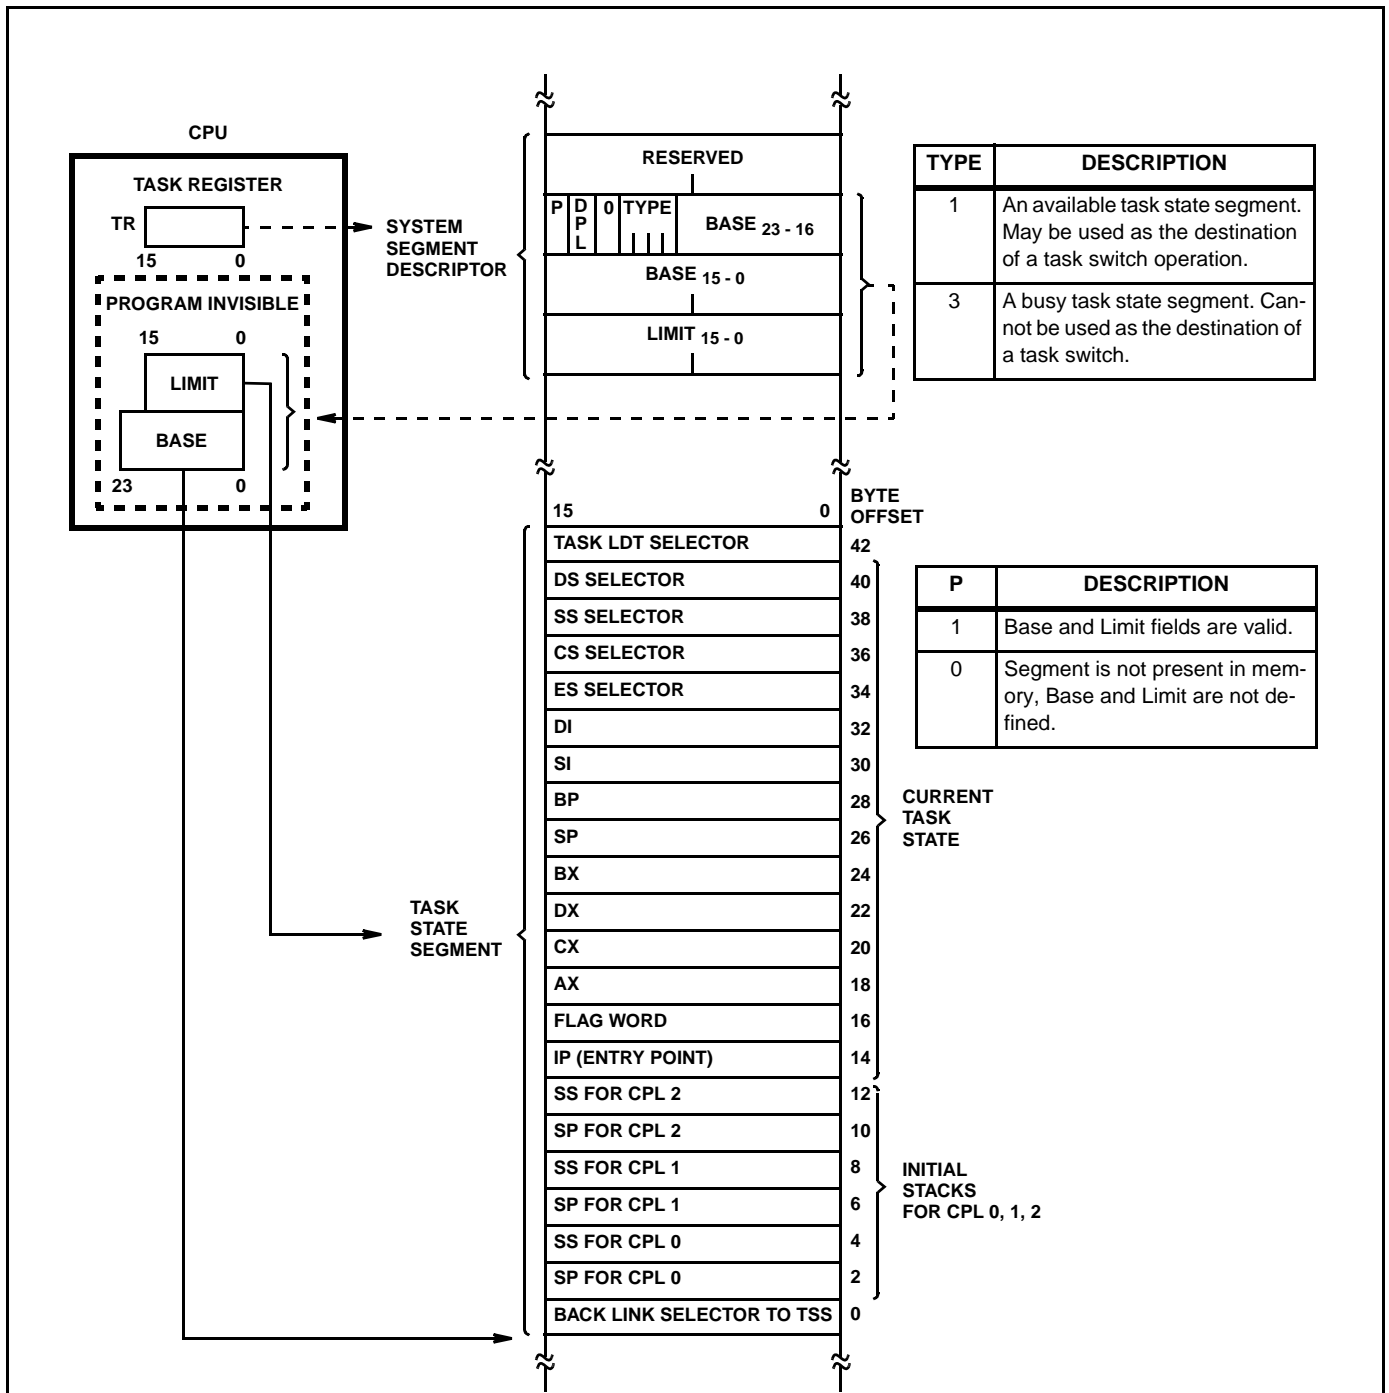 CPU
TASK REGISTER
TR
15 0
PROGRAM INVISIBLE
15 0
LIMIT
BASE
23 0
SYSTEM
SEGMENT
DESCRIPTOR
RESERVED
P DPL 0 TYPE BASE 23 - 16
BASE 15 - 0
LIMIT 15 - 0
TYPE DESCRIPTION
1 An available task state segment.
May be used as the destination
of a task switch operation.
3 A busy task state segment. Can-
not be used as the destination of
a task switch.
15 0
BYTE
OFFSET
TASK LDT SELECTOR 42
DS SELECTOR 40
SS SELECTOR 38
CS SELECTOR 36
ES SELECTOR 34
DI 32
SI 30
BP 28
SP 26
BX 24
DX 22
CX 20
AX 18
FLAG WORD 16
IP (ENTRY POINT) 14
SS FOR CPL 2 12
SP FOR CPL 2 10
SS FOR CPL 1 8
SP FOR CPL 1 6
SS FOR CPL 0 4
SP FOR CPL 0 2
BACK LINK SELECTOR TO TSS 0
P DESCRIPTION
1 Base and Limit fields are valid.
0 Segment is not present in mem-
ory, Base and Limit are not de-
fined.
CURRENT
TASK
STATE
TASK
STATE
SEGMENT
INITIAL
STACKS
FOR CPL 0, 1, 2